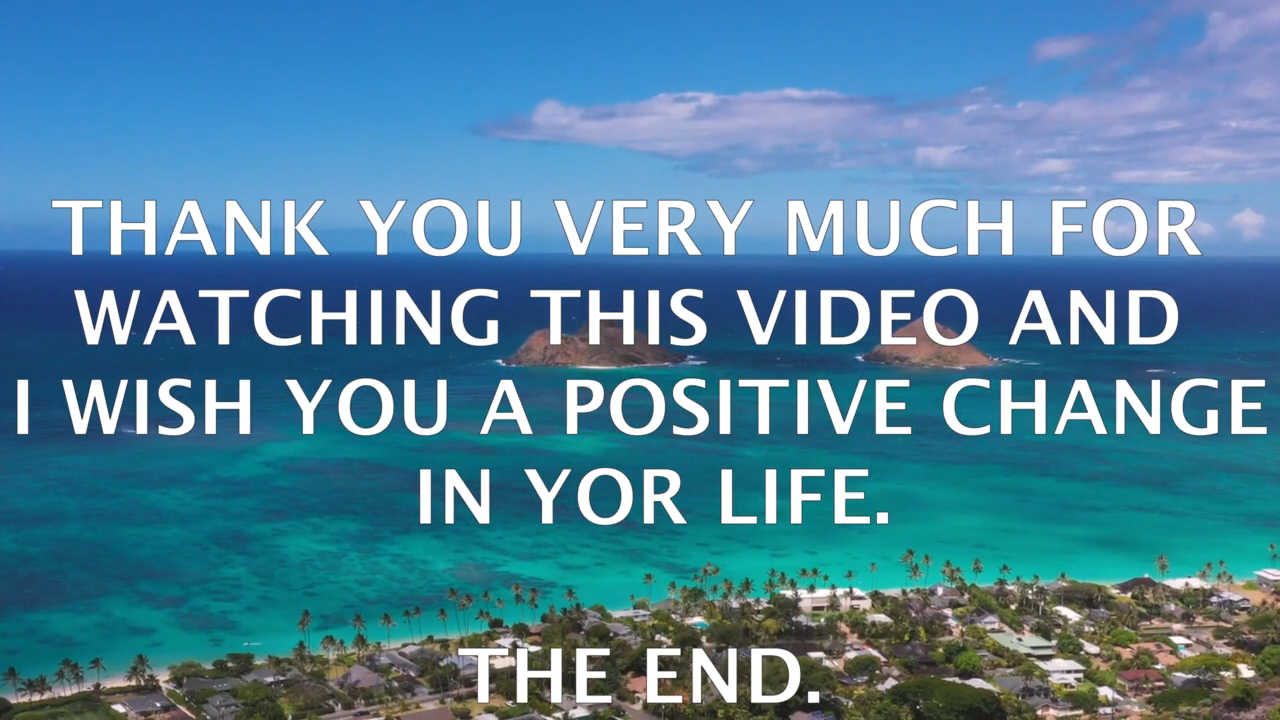 THANK YOU VERY MUCH FOR
WATCHING THIS VIDEO AND
I WISH YOU A POSITIVE CHANGE
IN YOR LIFE.
THE END.